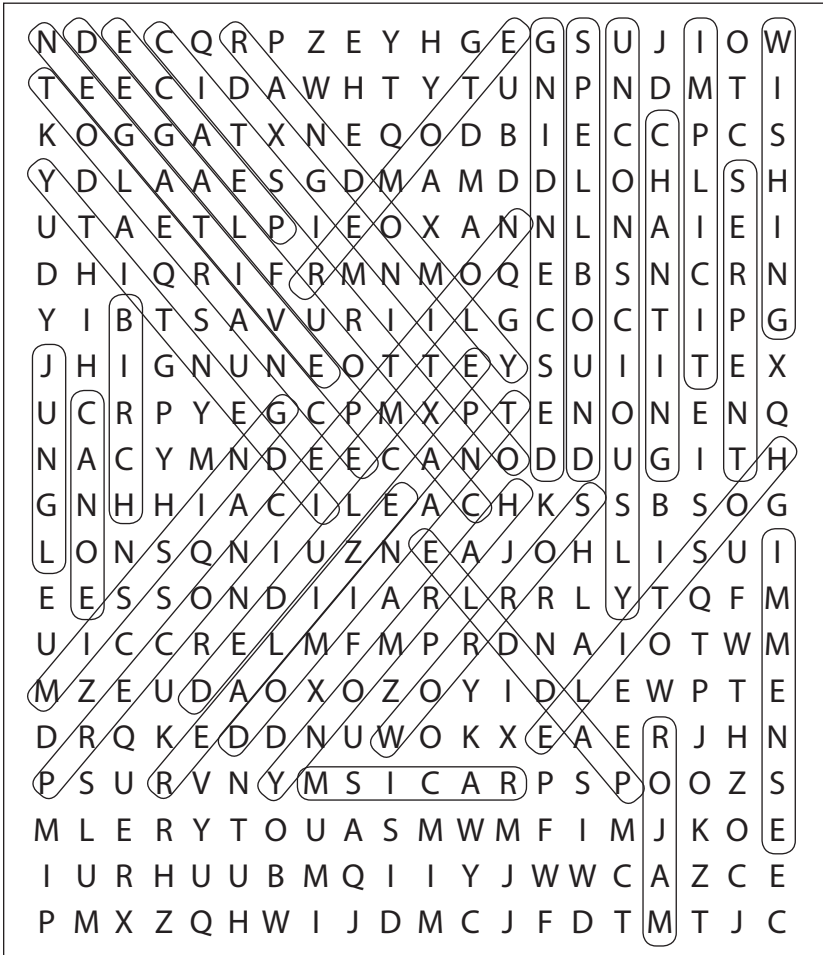 N D E C Q R P Z E Y H G E G S U J I O W
T E E C I D A W H T Y T U N P N D M T I
K O G G A T X N E Q O D B I E C C P C S
Y D L A A E S G D M A M D D L O H L S H
U T A E T L P I E O X A N N L N A I E I
D H I Q R I F R M N M O Q E B S N C R N
Y I B T S A V U R I I L G C O C T I P G
J H I G N U N E O T T E Y S U I I T E X
U C R P Y E G C P M X P T E N O N E N Q
N A C Y M N D E E C A N O D D U G I T H
G N H H I A C I L E A C H K S S B S O G
L O N S Q N I U Z N E A J O H L I S U I
E E S S O N D I I A R L R R L Y T Q F M
U I C C R E L M F M P R D N A I O T W M
M Z E U D A O X O Z O Y I D L E W P T E
D R Q K E D D N U W O K X E A E R J H N
P S U R V N Y M S I C A R P S P O O Z S
M L E R Y T O U A S M W M F I M J K O E
I U R H U U B M Q I I Y J W W C A Z C E
P M X Z Q H W I J D M C J F D T M T J C